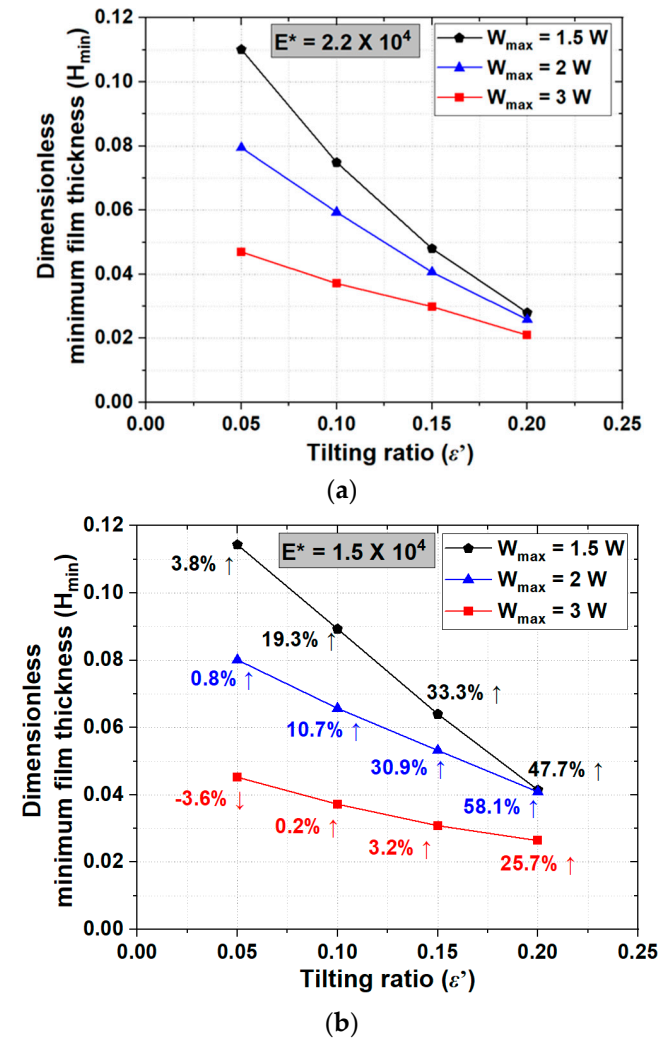 E* = 2.2 X 10⁴
W_max = 1.5 W
W_max = 2 W
W_max = 3 W
Dimensionless
minimum film thickness (H_min)
0.12
0.10
0.08
0.06
0.04
0.02
0.00
0.00 0.05 0.10 0.15 0.20 0.25
Tilting ratio (ε’)
(a)
E* = 1.5 X 10⁴
W_max = 1.5 W
W_max = 2 W
W_max = 3 W
Dimensionless
minimum film thickness (H_min)
0.12
0.10
0.08
0.06
0.04
0.02
0.00
3.8% ↑
19.3% ↑
33.3% ↑
47.7% ↑
0.8% ↑
10.7% ↑
30.9% ↑
58.1% ↑
-3.6% ↓
0.2% ↑
3.2% ↑
25.7% ↑
0.00 0.05 0.10 0.15 0.20 0.25
Tilting ratio (ε’)
(b)